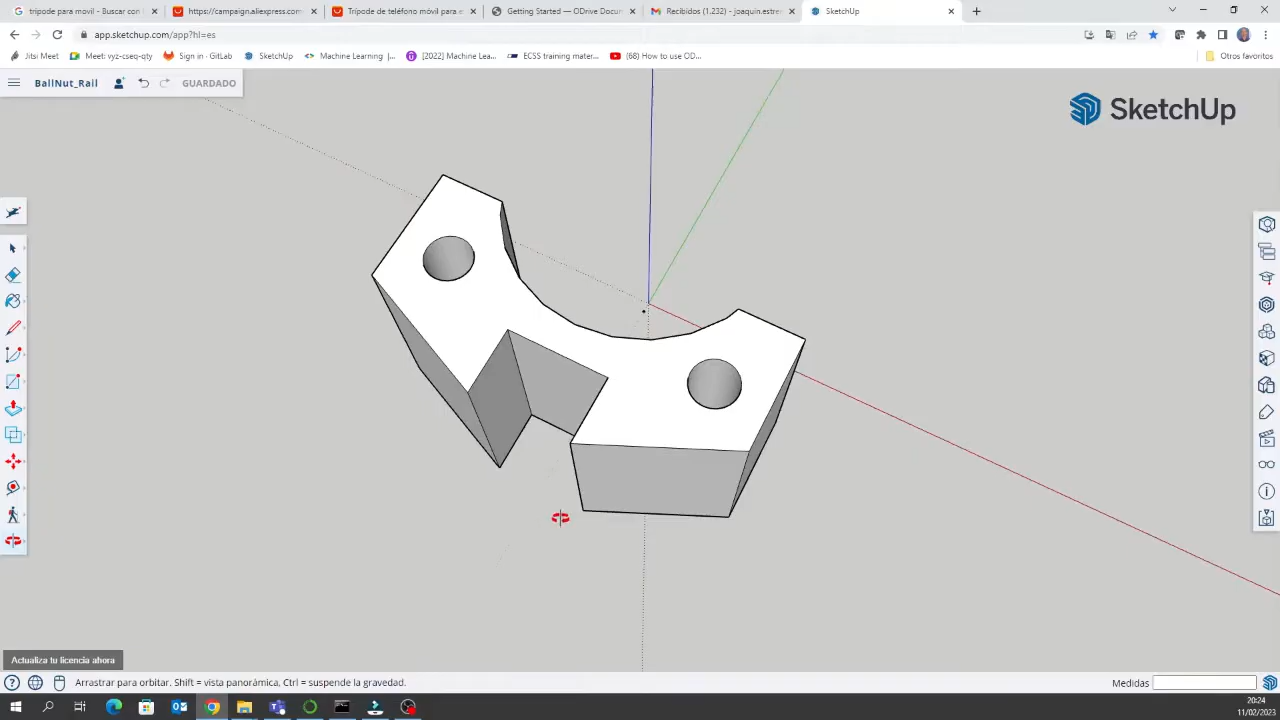 trípode para movil - Buscar con l
https://campaign.aliexpress.com
Trípode de teléfono móvil para e
Getting Started — ODrive Docum
Recibidos (1.232) - joaquin.estrem
SketchUp
app.sketchup.com/app?hl=es
Jitsi Meet
Meet: vyz-cseq-qty
Sign in · GitLab
SketchUp
Machine Learning |...
[2022] Machine Lea...
ECSS training mater...
(68) How to use OD...
Otros favoritos
BallNut_Rail
GUARDADO
SketchUp
Actualiza tu licencia ahora
Arrastrar para orbitar. Shift = vista panorámica, Ctrl = suspende la gravedad.
Medidas
20:24
11/02/2023